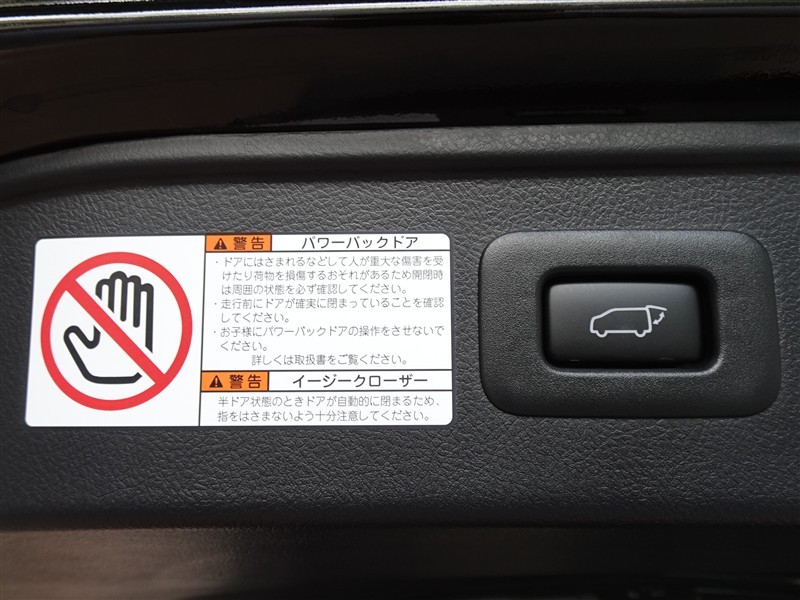 警告 パワーバックドア
・ドアにはさまれるなどして人が重大な傷害を受
けたり荷物を損傷するおそれがあるため開閉時
は周囲の状態を必ず確認してください。
・走行前にドアが確実に閉まっていることを確認
してください。
・お子様にパワーバックドアの操作をさせないで
ください。
詳しくは取扱書をご覧ください。
警告 イージークローザー
半ドア状態のときドアが自動的に閉まるため、
指をはさまないよう十分注意してください。